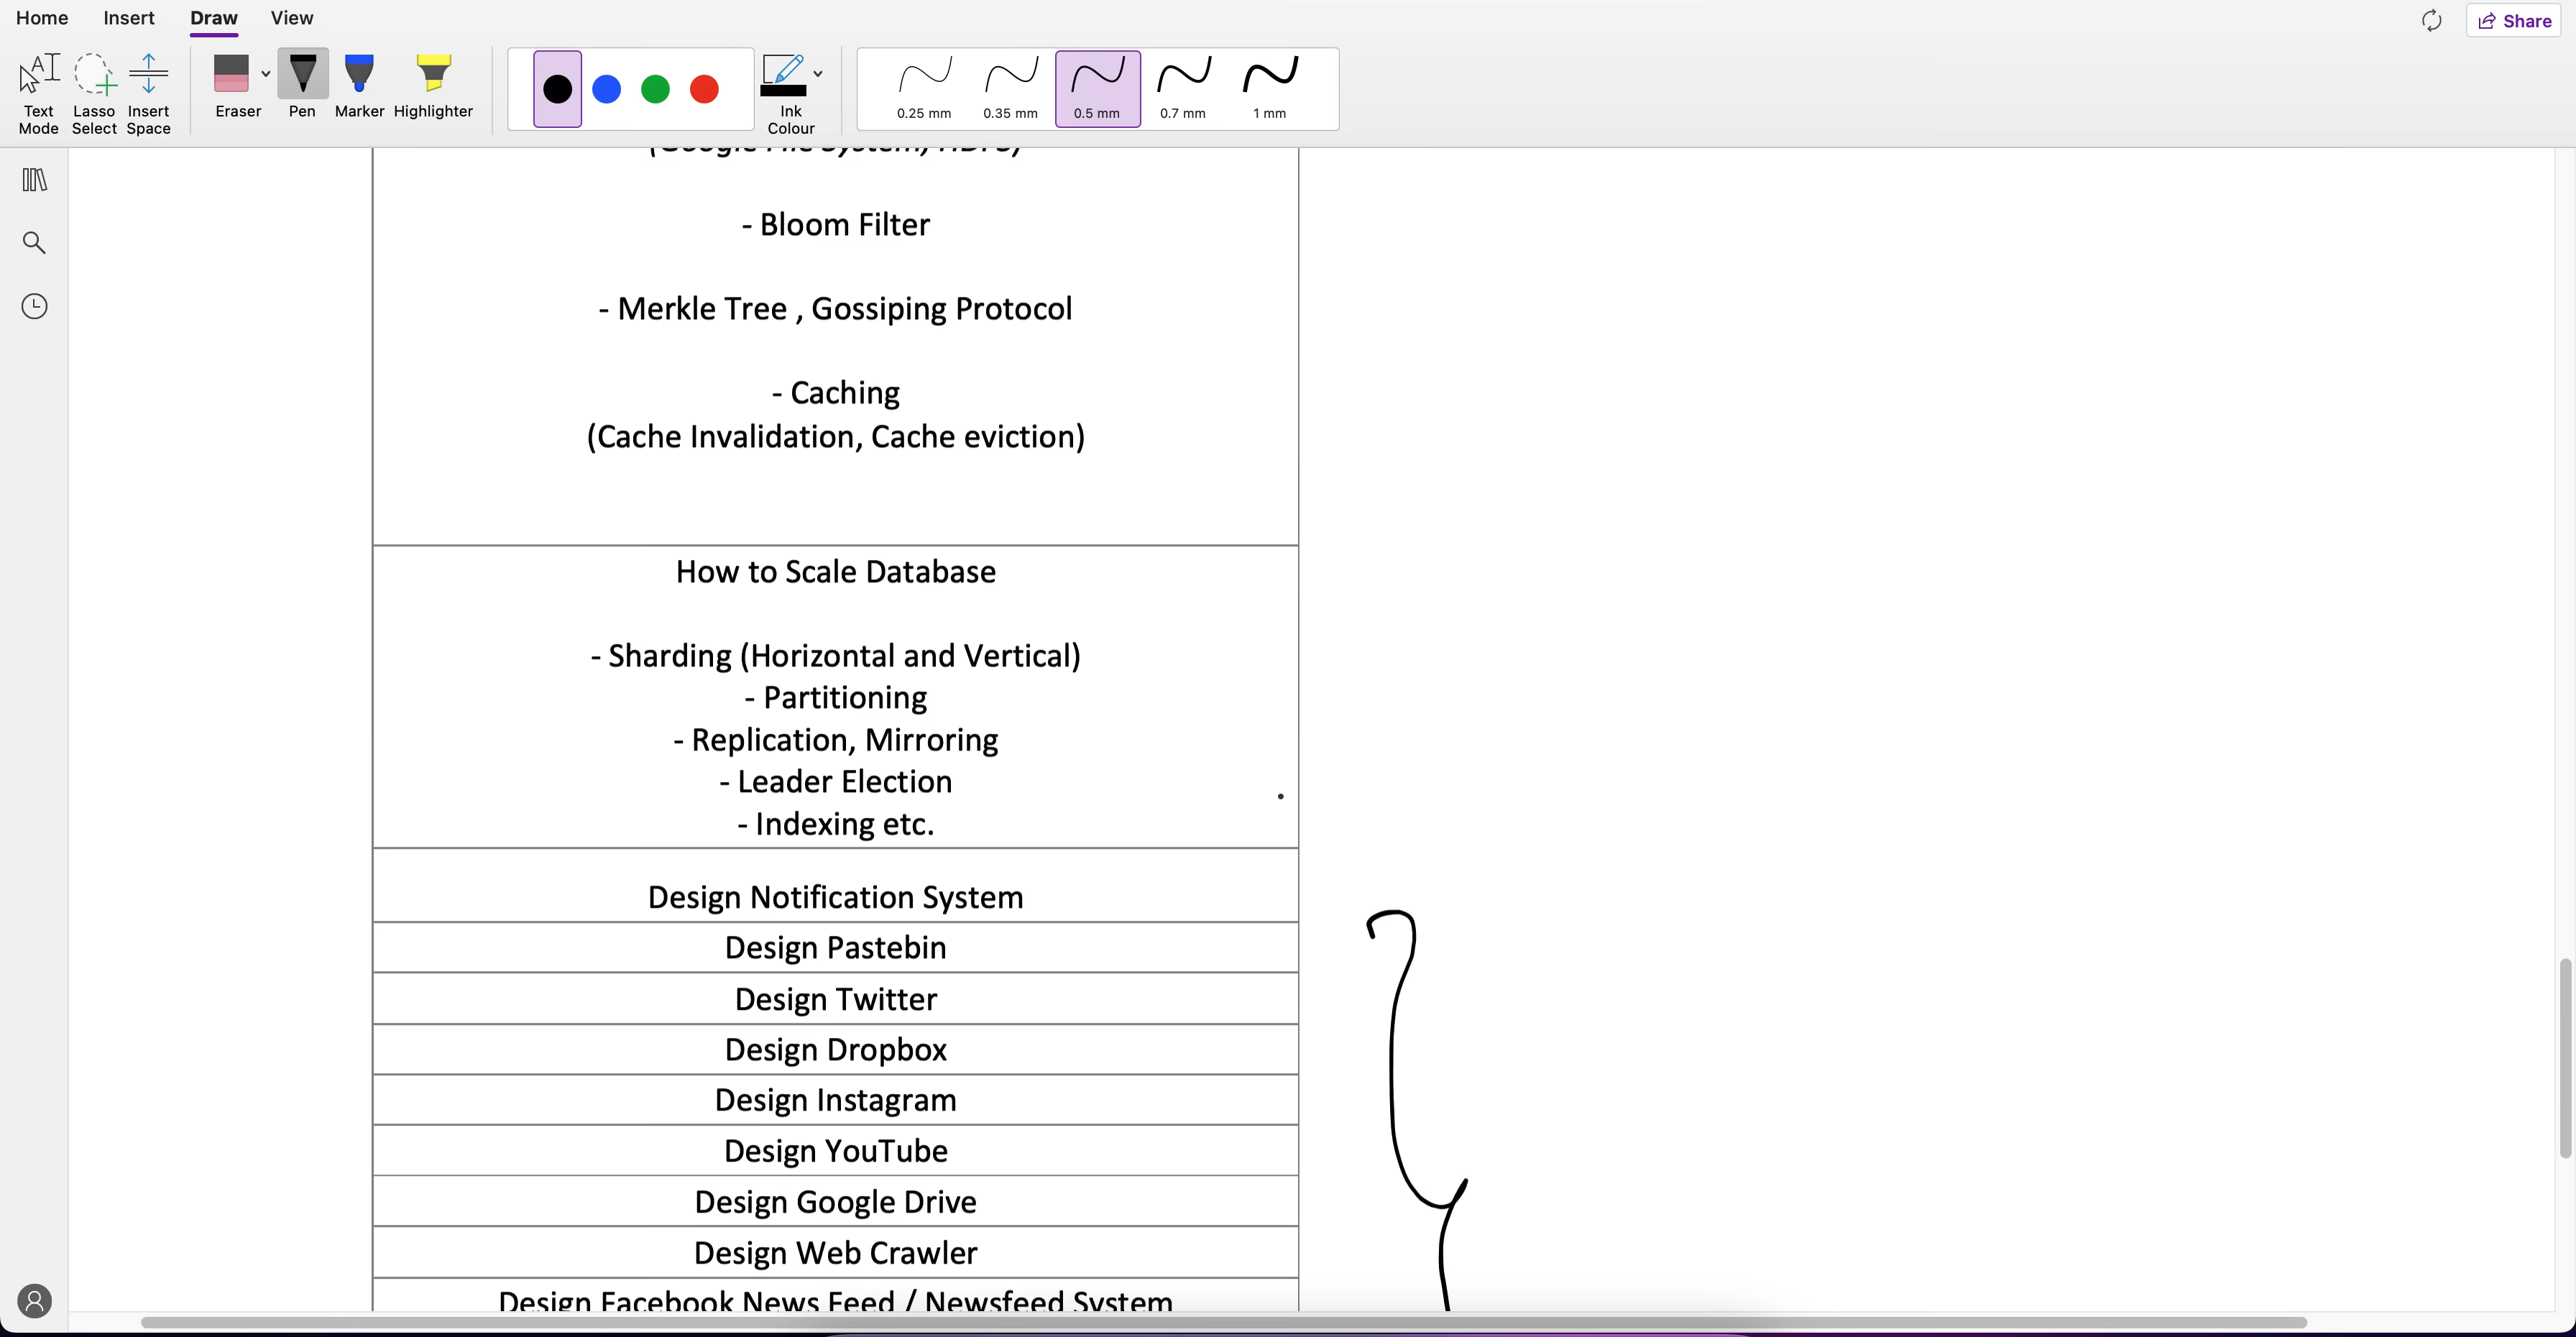 Home Insert Draw View
Share
Text Mode
Lasso Select
Insert Space
Eraser
Pen
Marker
Highlighter
Ink Colour
0.25 mm
0.35 mm
0.5 mm
0.7 mm
1 mm
(Google File System, HDFS)
- Bloom Filter
- Merkle Tree , Gossiping Protocol
- Caching
(Cache Invalidation, Cache eviction)
How to Scale Database
- Sharding (Horizontal and Vertical)
- Partitioning
- Replication, Mirroring
- Leader Election
- Indexing etc.
Design Notification System
Design Pastebin
Design Twitter
Design Dropbox
Design Instagram
Design YouTube
Design Google Drive
Design Web Crawler
Design Facebook News Feed / Newsfeed System